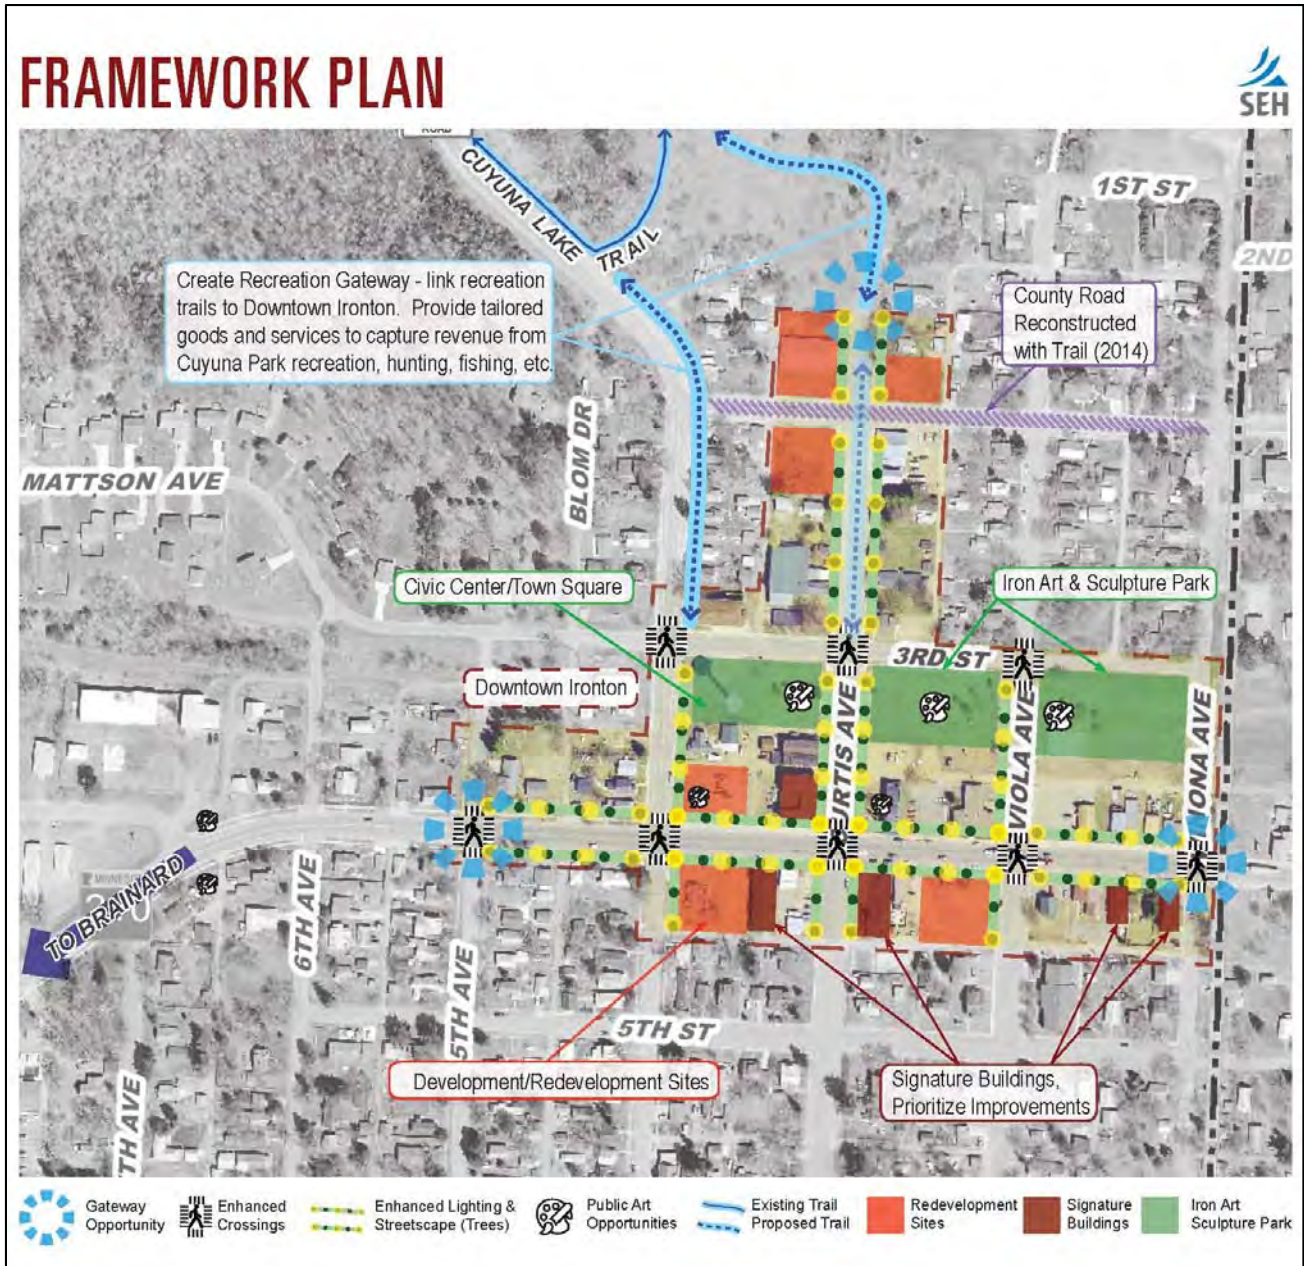 FRAMEWORK PLAN
SEH
ROAD
CUYUNA LAKE
TRAIL
1ST ST
2ND
Create Recreation Gateway - link recreation
trails to Downtown Ironton. Provide tailored
goods and services to capture revenue from
Cuyuna Park recreation, hunting, fishing, etc.
County Road
Reconstructed
with Trail (2014)
BLOM DR
MATTSON AVE
Civic Center/Town Square
Iron Art & Sculpture Park
3RD ST
Downtown Ironton
VIOLA AVE
IONA AVE
TO BRAINARD
6TH AVE
5TH AVE
5TH ST
Development/Redevelopment Sites
Signature Buildings,
Prioritize Improvements
TH AVE
Gateway
Opportunity
Enhanced
Crossings
Enhanced Lighting &
Streetscape (Trees)
Public Art
Opportunities
Existing Trail
Proposed Trail
Redevelopment
Sites
Signature
Buildings
Iron Art
Sculpture Park